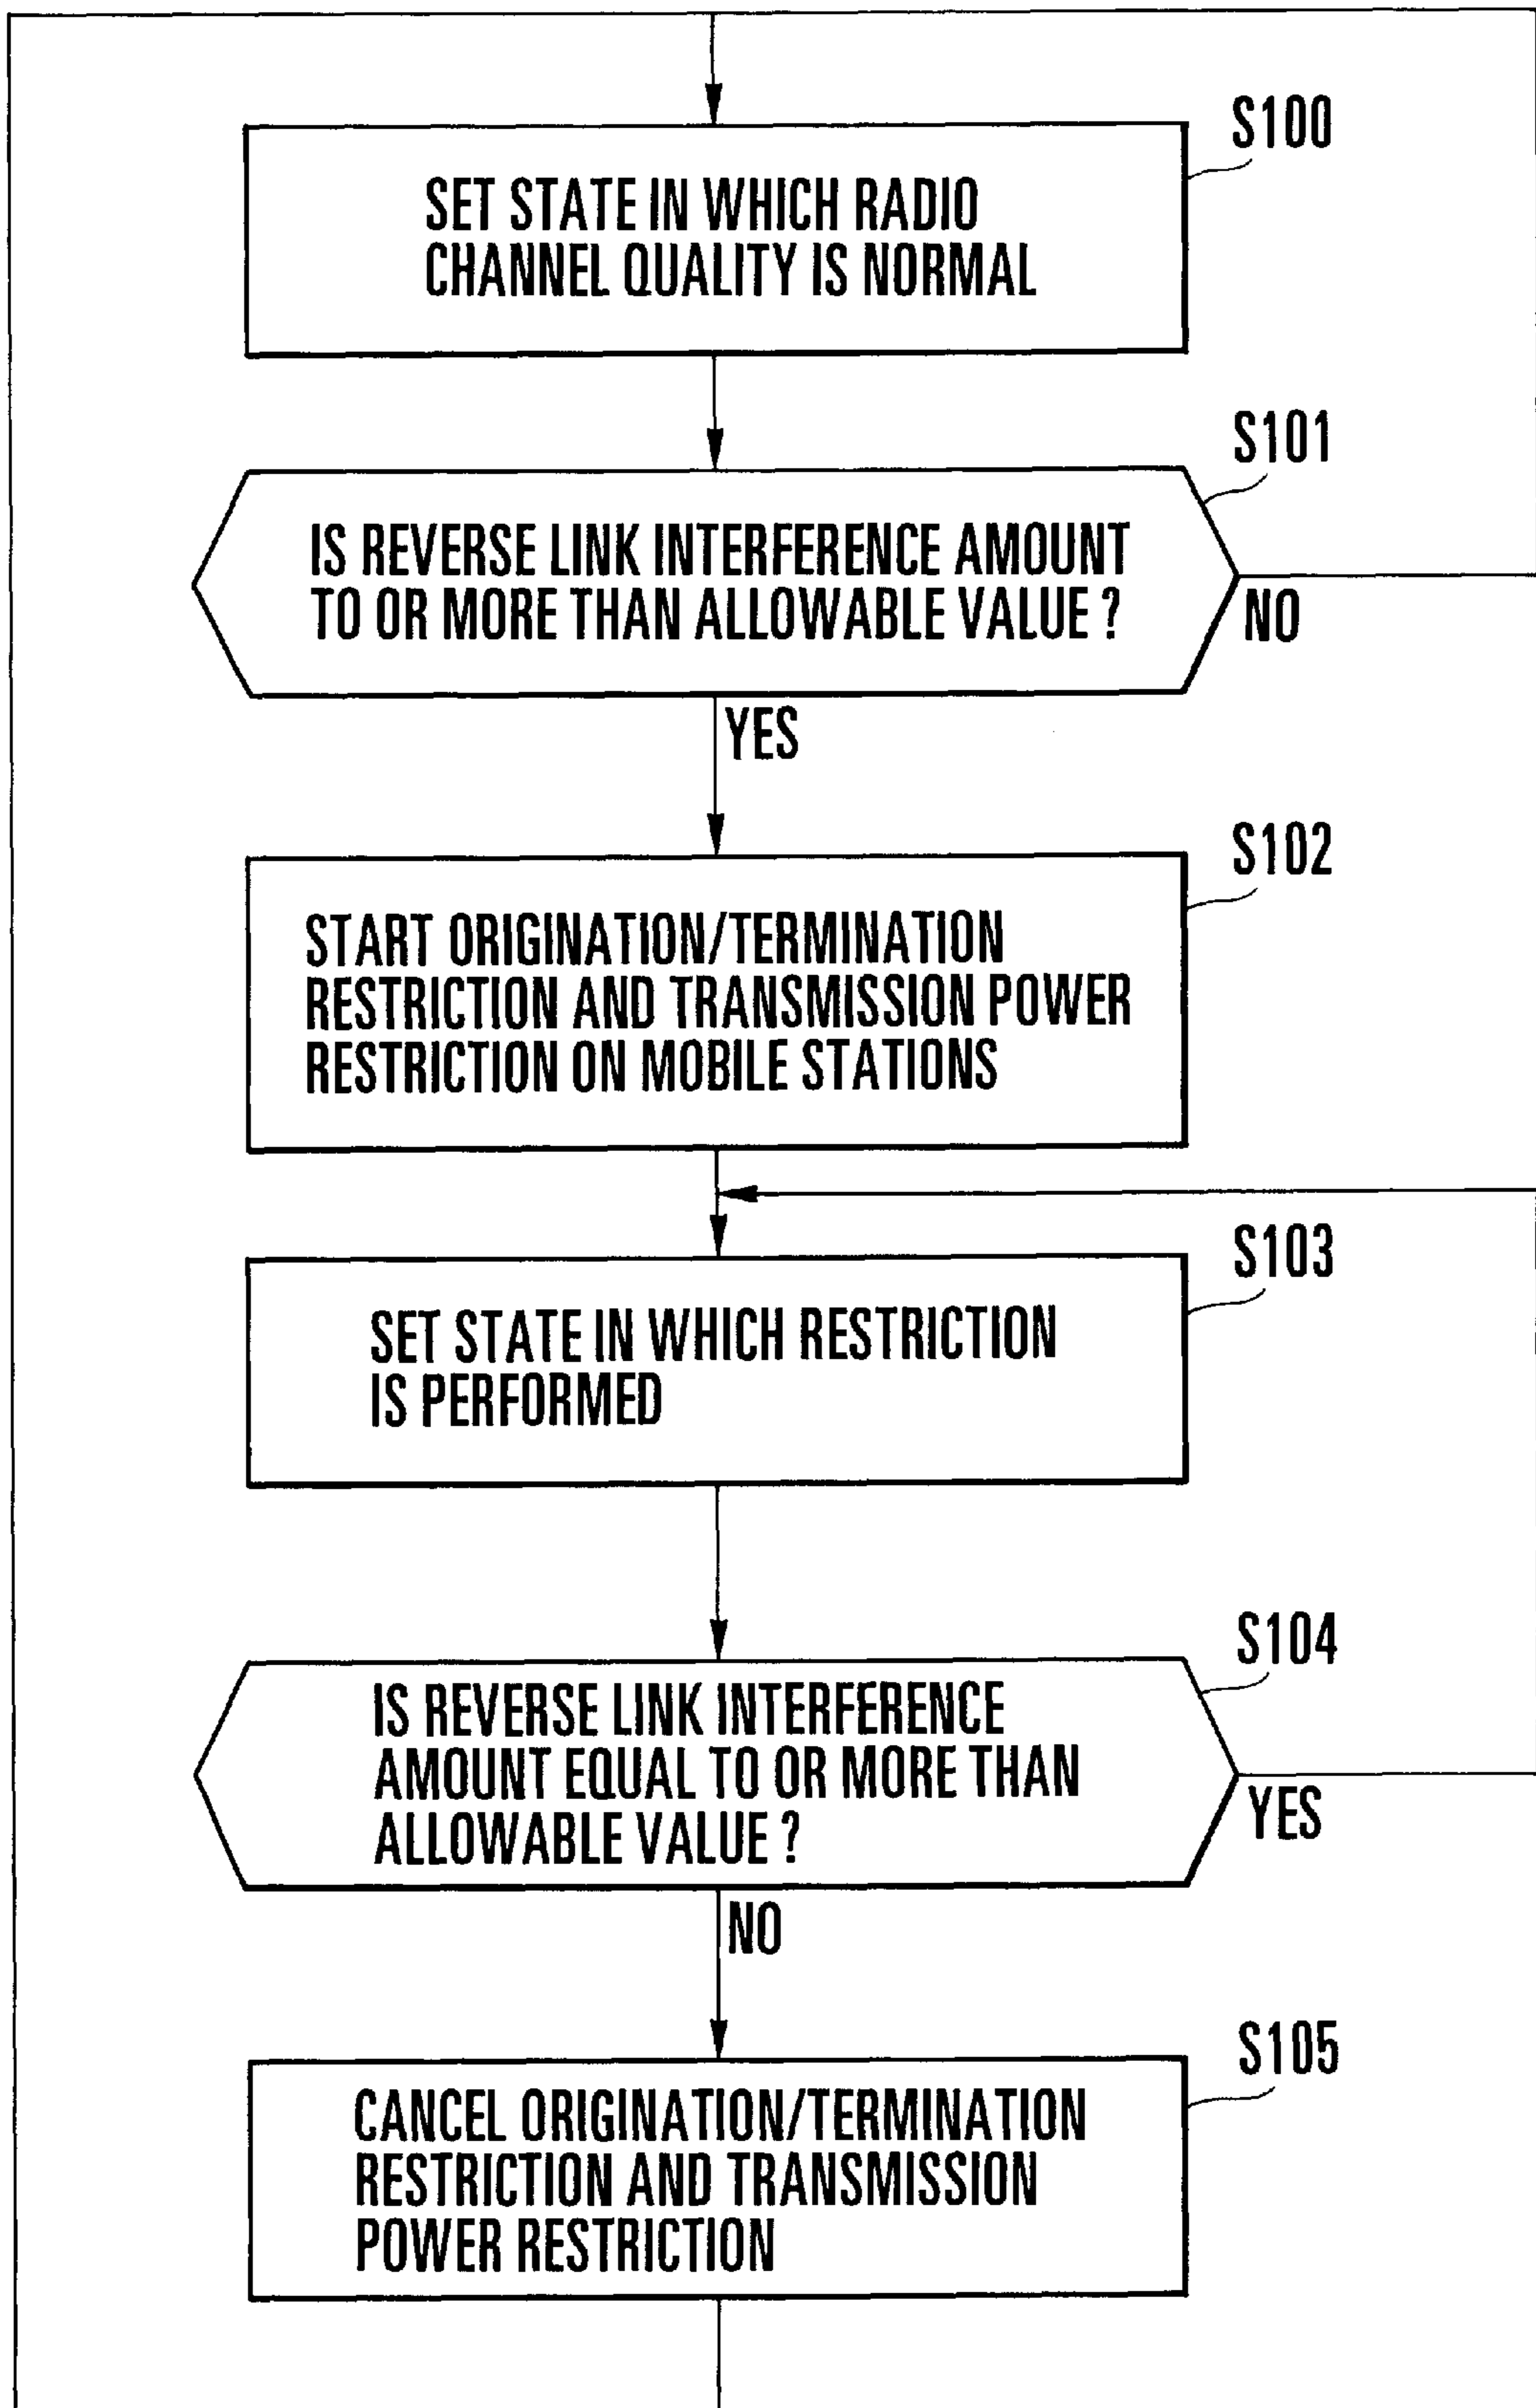 S100
SET STATE IN WHICH RADIO
CHANNEL QUALITY IS NORMAL
S101
IS REVERSE LINK INTERFERENCE AMOUNT
TO OR MORE THAN ALLOWABLE VALUE ?
NO
YES
S102
START ORIGINATION/TERMINATION
RESTRICTION AND TRANSMISSION POWER
RESTRICTION ON MOBILE STATIONS
S103
SET STATE IN WHICH RESTRICTION
IS PERFORMED
S104
IS REVERSE LINK INTERFERENCE
AMOUNT EQUAL TO OR MORE THAN
ALLOWABLE VALUE ?
YES
NO
S105
CANCEL ORIGINATION/TERMINATION
RESTRICTION AND TRANSMISSION
POWER RESTRICTION